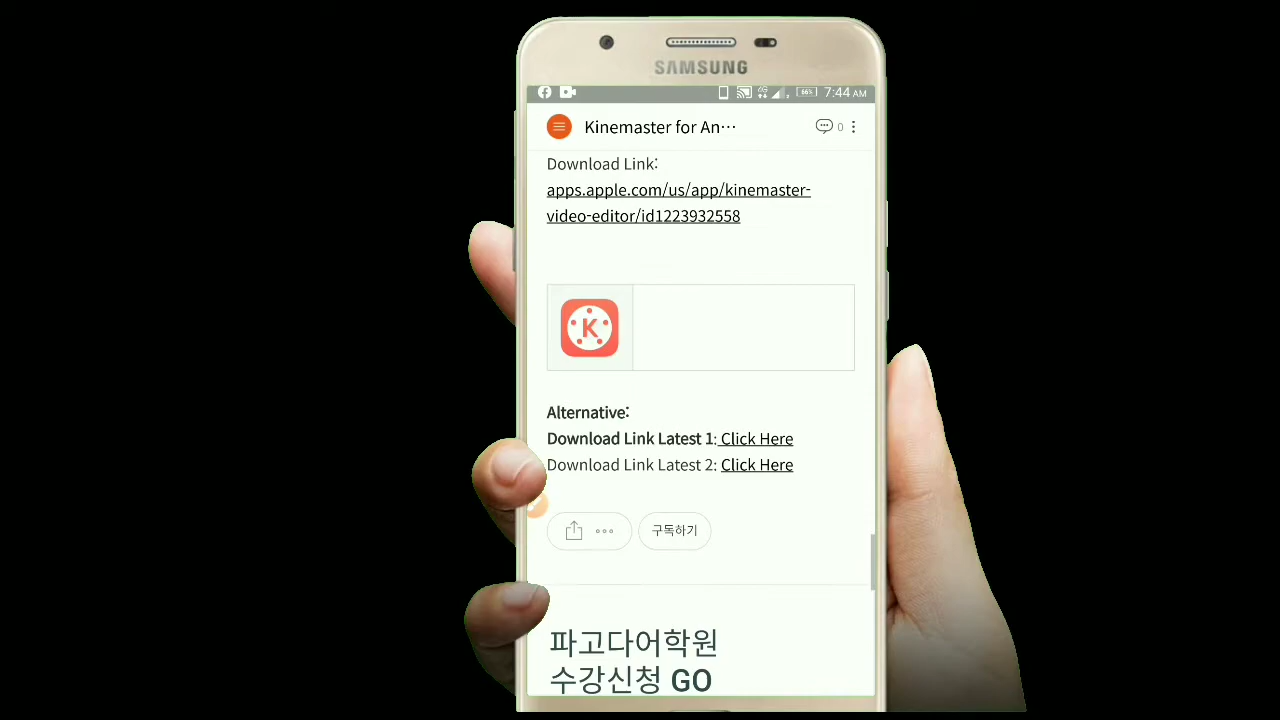 SAMSUNG
66% 7:44 AM
Kinemaster for An… 0
Download Link:
apps.apple.com/us/app/kinemaster-
video-editor/id1223932558
K
Alternative:
Download Link Latest 1: Click Here
Download Link Latest 2: Click Here
구독하기
파고다어학원
수강신청 GO